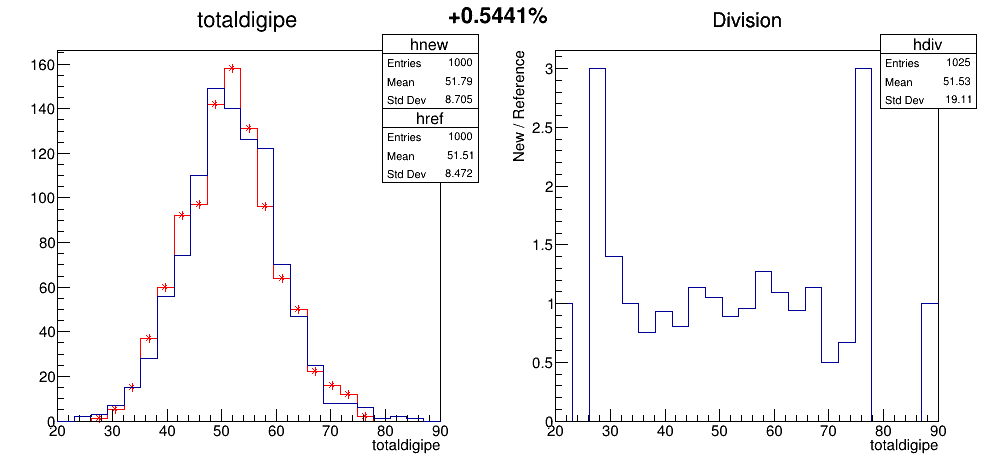 +0.5441%
totaldigipe
hnew
Entries 1000
Mean 51.79
Std Dev 8.705
href
Entries 1000
Mean 51.51
Std Dev 8.472
160
140
120
100
80
60
40
20
0
20 30 40 50 60 70 80 90
totaldigipe
Division
hdiv
Entries 1025
Mean 51.53
Std Dev 19.11
New / Reference
3
2.5
2
1.5
1
0.5
0
20 30 40 50 60 70 80 90
totaldigipe